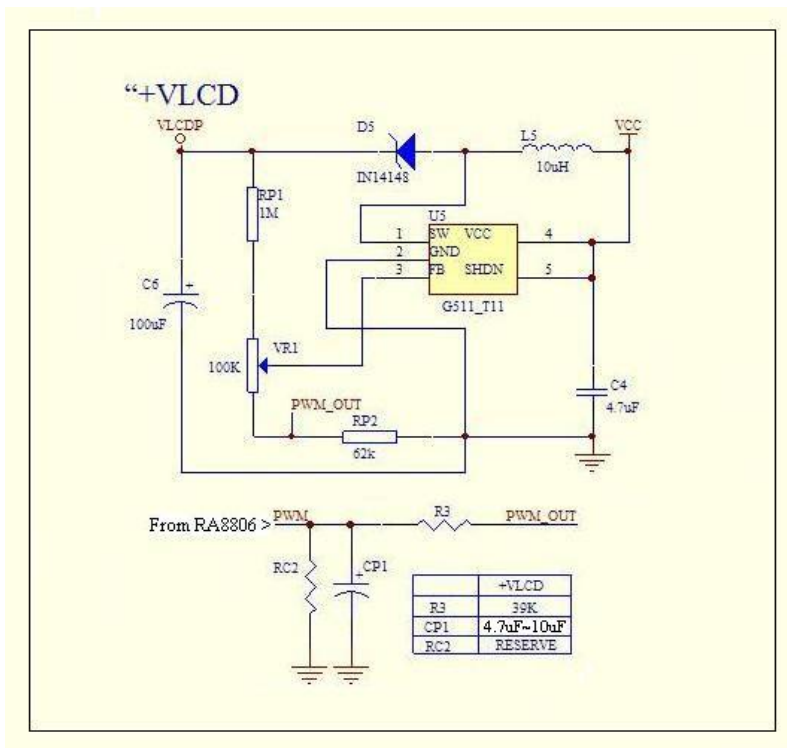 “+VLCD
VLCDP
D5
IN14148
L5
10uH
VCC
RP1
1M
U5
1 SW VCC 4
2 GND
3 FB SHDN 5
G511_T11
C6
+
100uF
VR1
100K
C4
4.7uF
PWM_OUT
RP2
62k
From RA8806 > PWM
R3
PWM_OUT
RC2
+
CP1
+VLCD
R3 39K
CP1 4.7uF~10uF
RC2 RESERVE